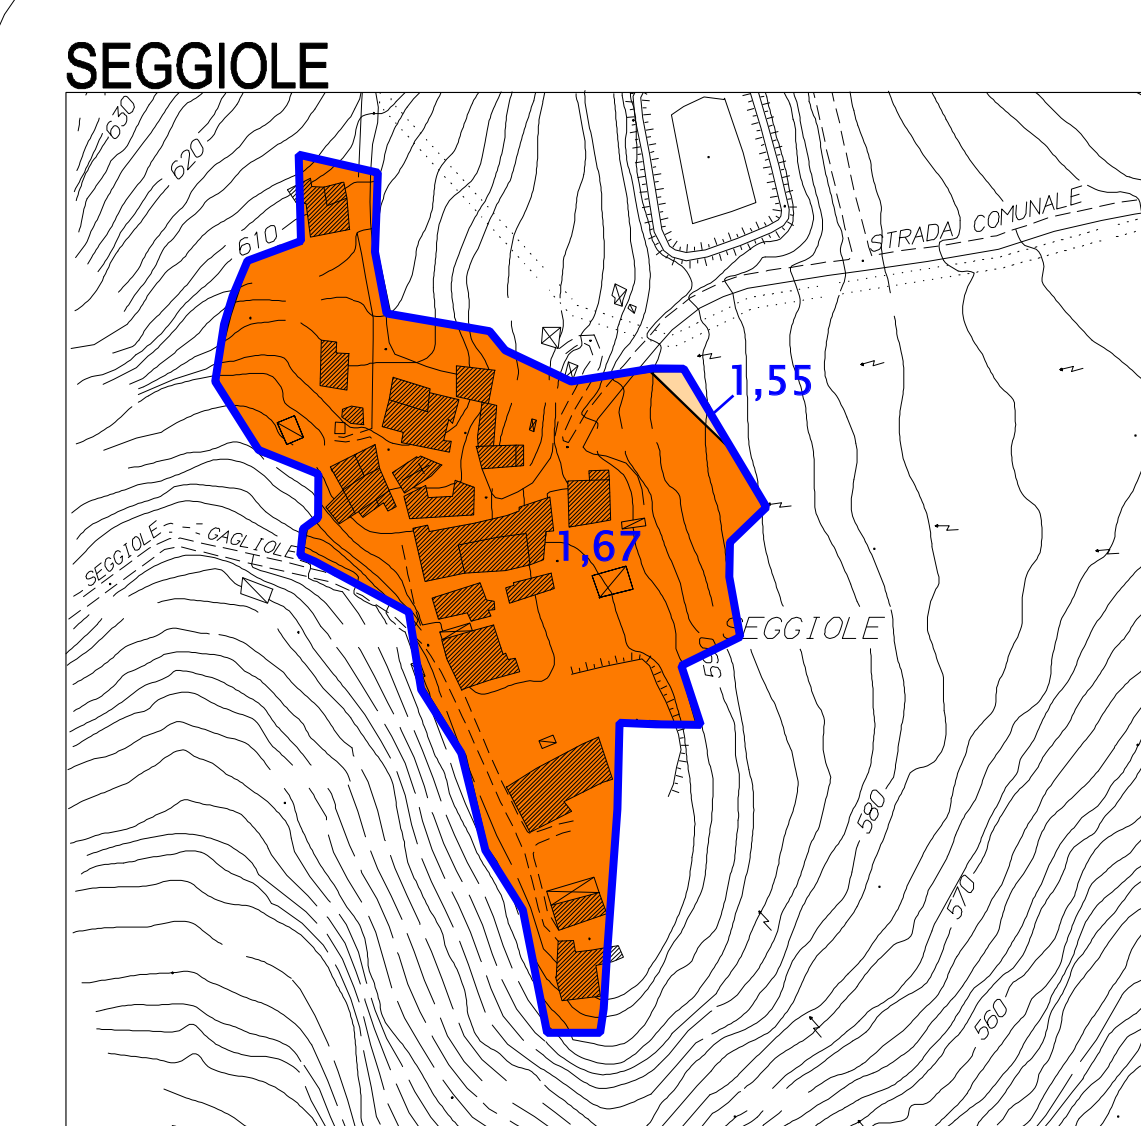 SEGGIOLE
630
620
610
STRADA COMUNALE
1,55
SEGGIOLE
GAGLIOLE
1,67
SEGGIOLE
590
580
570
560